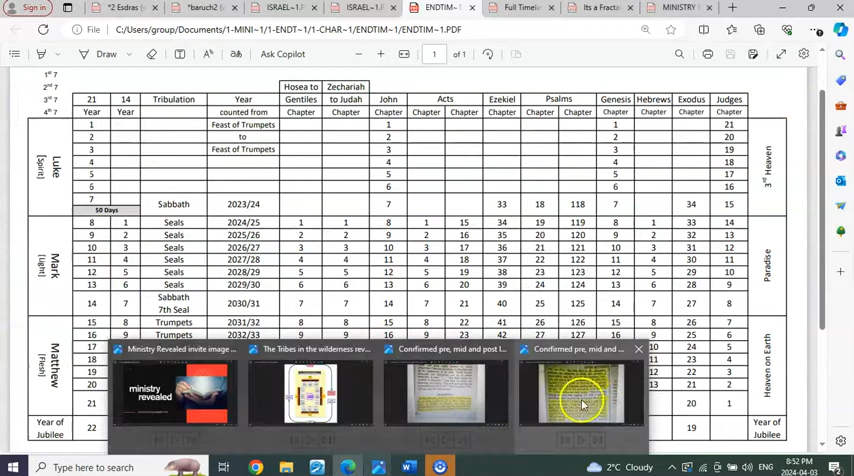 Sign in
*2 Esdras (
*baruch2 (w
ISRAEL~1.P
ISRAEL~1.P
ENDTIM~1
Full Timelin
Its a Fractal
MINISTRY R
File C:/Users/group/Documents/1-MINI~1/1-ENDT~1/1-CHAR~1/ENDTIM~1/ENDTIM~1.PDF
Draw Ask Copilot 1 of 1
1st 7
2nd 7 Hosea to Zechariah
3rd 7 21 14 Tribulation Year Gentiles to Judah John Acts Ezekiel Psalms Genesis Hebrews Exodus Judges
4th 7 Year Year counted from Chapter Chapter Chapter Chapter Chapter Chapter Chapter Chapter Chapter Chapter
1 Feast of Trumpets 1 1 21
2 to 2 2 20
3 Feast of Trumpets 3 3 19
4 4 4 18
5 5 5 17
6 6 6 16
7 Sabbath 2023/24 7 33 18 118 7 34 15
50 Days
Luke
[Spirit]
3rd Heaven
8 1 Seals 2024/25 1 1 8 1 15 34 19 119 8 1 33 14
9 2 Seals 2025/26 2 2 9 2 16 35 20 120 9 2 32 13
10 3 Seals 2026/27 3 3 10 3 17 36 21 121 10 3 31 12
11 4 Seals 2027/28 4 4 11 4 18 37 22 122 11 4 30 11
12 5 Seals 2028/29 5 5 12 5 19 38 23 123 12 5 29 10
13 6 Seals 2029/30 6 6 13 6 20 39 24 124 13 6 28 9
14 7 Sabbath 2030/31 7 7 14 7 21 40 25 125 14 7 27 8
7th Seal
Mark
[Light]
Paradise
15 8 Trumpets 2031/32 8 8 15 8 22 41 26 126 15 8 26 7
16 9 Trumpets 2032/33 9 9 16 9 23 42 27 127 16 9 25 6
17 10 24 5
18 11 23 4
19 12 22 3
20 13 21 2
21 20 1
Matthew
[Flesh]
Heaven on Earth
Year of Jubilee 22 19 Year of Jubilee
Ministry Revealed invite image ...
The Tribes in the wilderness rev...
Confirmed pre, mid and post l...
Confirmed pre, mid and ...
ministry
revealed
Type here to search
2°C Cloudy
8:52 PM
2024-04-03